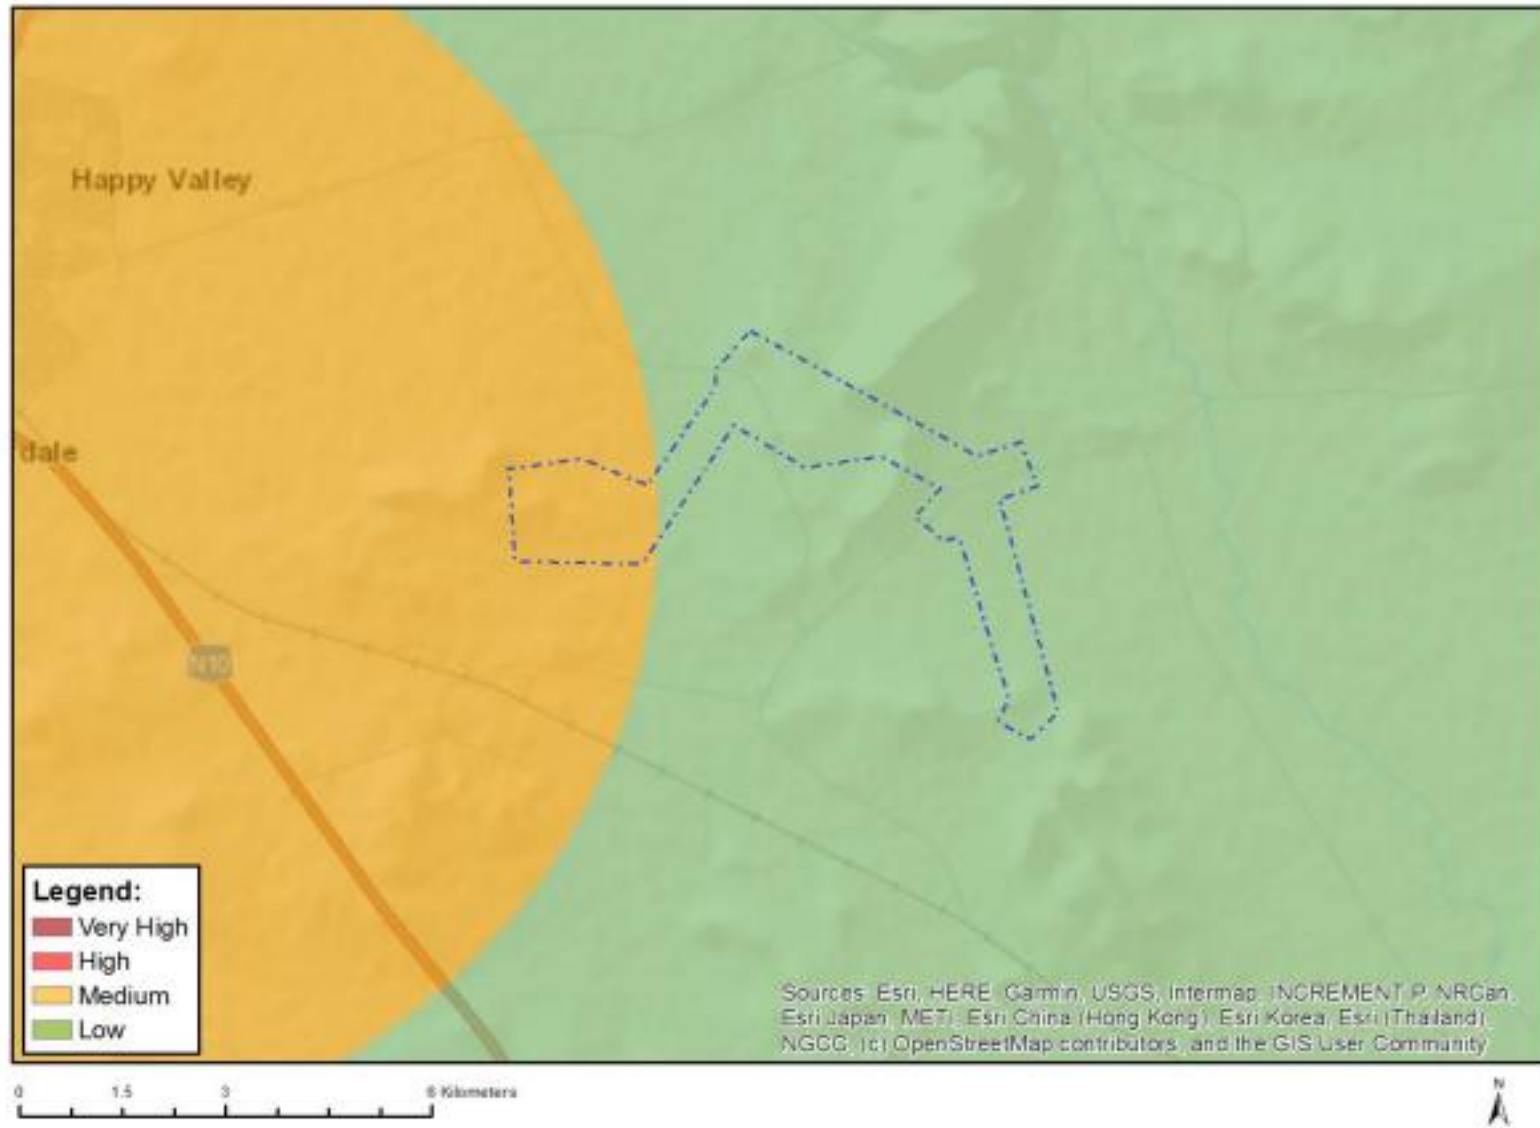 Happy Valley
dale
N10
Legend:
Very High
High
Medium
Low
Sources: Esri, HERE, Garmin, USGS, Intermap, INCREMENT P, NRCan,
Esri Japan, METI, Esri China (Hong Kong), Esri Korea, Esri (Thailand),
NGCC, (c) OpenStreetMap contributors, and the GIS User Community
0 1.5 3 6 Kilometers
N